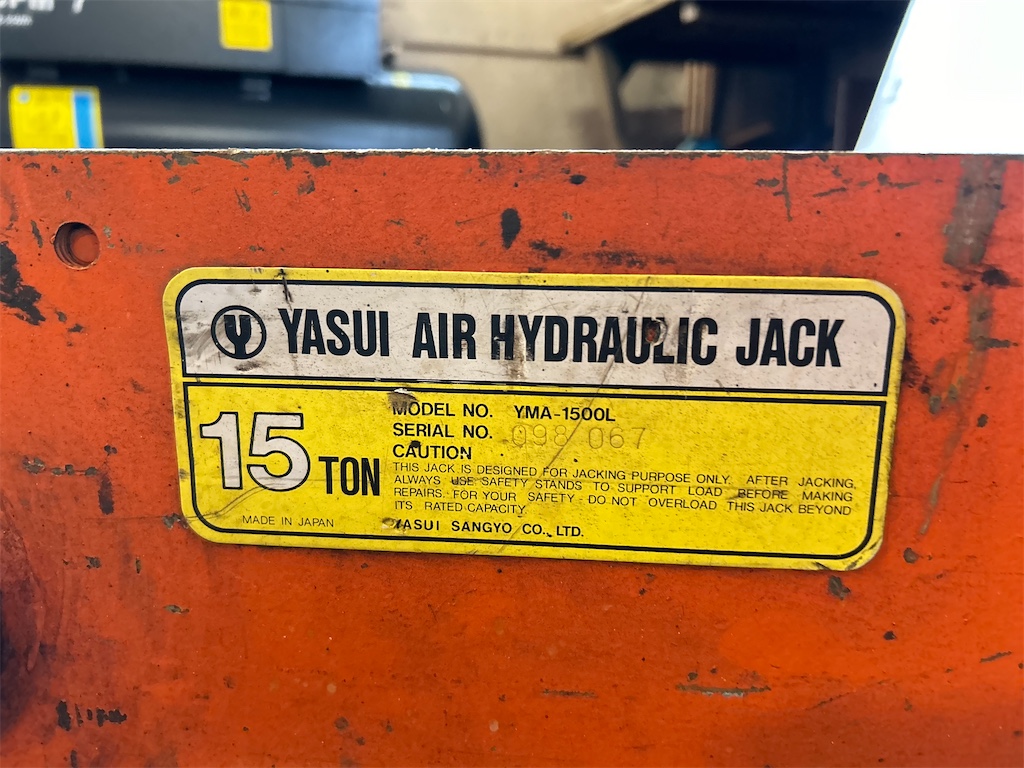 Y YASUI AIR HYDRAULIC JACK
15 TON
MODEL NO. YMA-1500L
SERIAL NO. 098 067
CAUTION
THIS JACK IS DESIGNED FOR JACKING PURPOSE ONLY. AFTER JACKING,
ALWAYS USE SAFETY STANDS TO SUPPORT LOAD BEFORE MAKING
REPAIRS. FOR YOUR SAFETY DO NOT OVERLOAD THIS JACK BEYOND
ITS RATED CAPACITY.
MADE IN JAPAN
YASUI SANGYO CO., LTD.